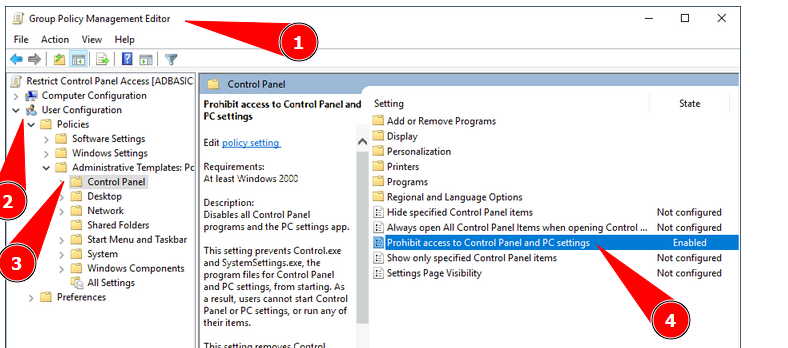 Group Policy Management Editor
1
File Action View Help
Restrict Control Panel Access [ADBASIC
Computer Configuration
User Configuration
Policies
Software Settings
Windows Settings
Administrative Templates: Po
Control Panel
Desktop
Network
Shared Folders
Start Menu and Taskbar
System
Windows Components
All Settings
Preferences
2
3
Control Panel
Prohibit access to Control Panel and
PC settings
Edit policy setting
Requirements:
At least Windows 2000
Description:
Disables all Control Panel
programs and the PC settings app.
This setting prevents Control.exe
and SystemSettings.exe, the
program files for Control Panel
and PC settings, from starting. As
a result, users cannot start
Control Panel or PC settings, or run any of
their items.
This setting removes Control
Setting State
Add or Remove Programs
Display
Personalization
Printers
Programs
Regional and Language Options
Hide specified Control Panel items Not configured
Always open All Control Panel Items when opening Control ... Not configured
Prohibit access to Control Panel and PC settings Enabled
Show only specified Control Panel items Not configured
Settings Page Visibility Not configured
4